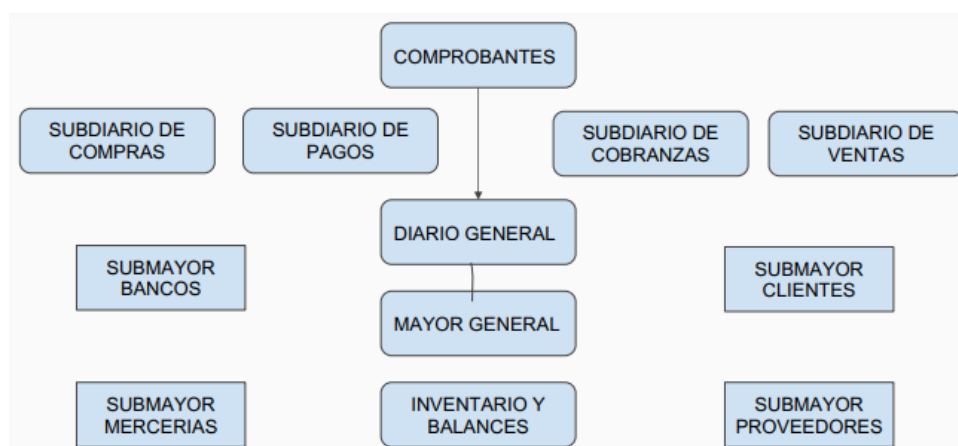 COMPROBANTES
SUBDIARIO DE
COMPRAS
SUBDIARIO DE
PAGOS
SUBDIARIO DE
COBRANZAS
SUBDIARIO DE
VENTAS
DIARIO GENERAL
SUBMAYOR
BANCOS
SUBMAYOR
CLIENTES
MAYOR GENERAL
SUBMAYOR
MERCERIAS
INVENTARIO Y
BALANCES
SUBMAYOR
PROVEEDORES